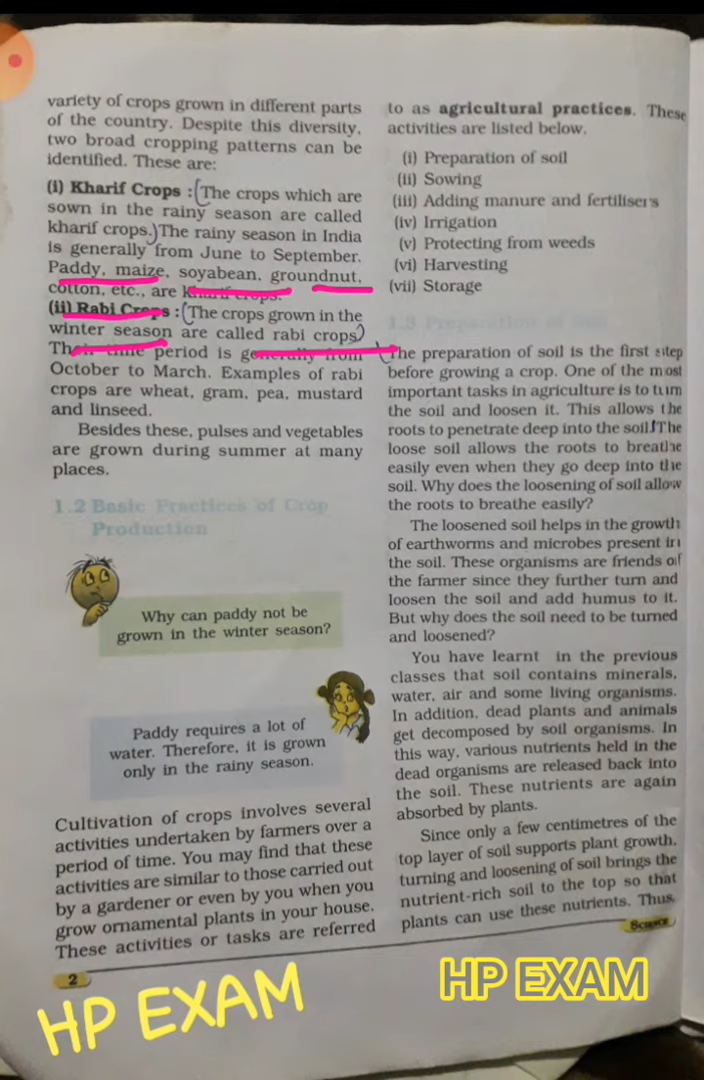 variety of crops grown in different parts
of the country. Despite this diversity,
two broad cropping patterns can be
identified. These are:
(i) Kharif Crops : (The crops which are
sown in the rainy season are called
kharif crops.) The rainy season in India
is generally from June to September.
Paddy, maize, soyabean, groundnut,
cotton, etc., are kharif crops.
(ii) Rabi Crops : (The crops grown in the
winter season are called rabi crops)
Their time period is generally from
October to March. Examples of rabi
crops are wheat, gram, pea, mustard
and linseed.
Besides these, pulses and vegetables
are grown during summer at many
places.
1.2 Basic Practices of Crop
Production
Why can paddy not be
grown in the winter season?
Paddy requires a lot of
water. Therefore, it is grown
only in the rainy season.
Cultivation of crops involves several
activities undertaken by farmers over a
period of time. You may find that these
activities are similar to those carried out
by a gardener or even by you when you
grow ornamental plants in your house.
These activities or tasks are referred
to as agricultural practices. These
activities are listed below.
(i) Preparation of soil
(ii) Sowing
(iii) Adding manure and fertilisers
(iv) Irrigation
(v) Protecting from weeds
(vi) Harvesting
(vii) Storage
1.3 Preparation of Soil
(The preparation of soil is the first step
before growing a crop. One of the most
important tasks in agriculture is to turn
the soil and loosen it. This allows the
roots to penetrate deep into the soil. The
loose soil allows the roots to breathe
easily even when they go deep into the
soil. Why does the loosening of soil allow
the roots to breathe easily?
The loosened soil helps in the growth
of earthworms and microbes present in
the soil. These organisms are friends of
the farmer since they further turn and
loosen the soil and add humus to it.
But why does the soil need to be turned
and loosened?
You have learnt in the previous
classes that soil contains minerals,
water, air and some living organisms.
In addition, dead plants and animals
get decomposed by soil organisms. In
this way, various nutrients held in the
dead organisms are released back into
the soil. These nutrients are again
absorbed by plants.
Since only a few centimetres of the
top layer of soil supports plant growth,
turning and loosening of soil brings the
nutrient-rich soil to the top so that
plants can use these nutrients. Thus,
2
Science
HP EXAM
HP EXAM